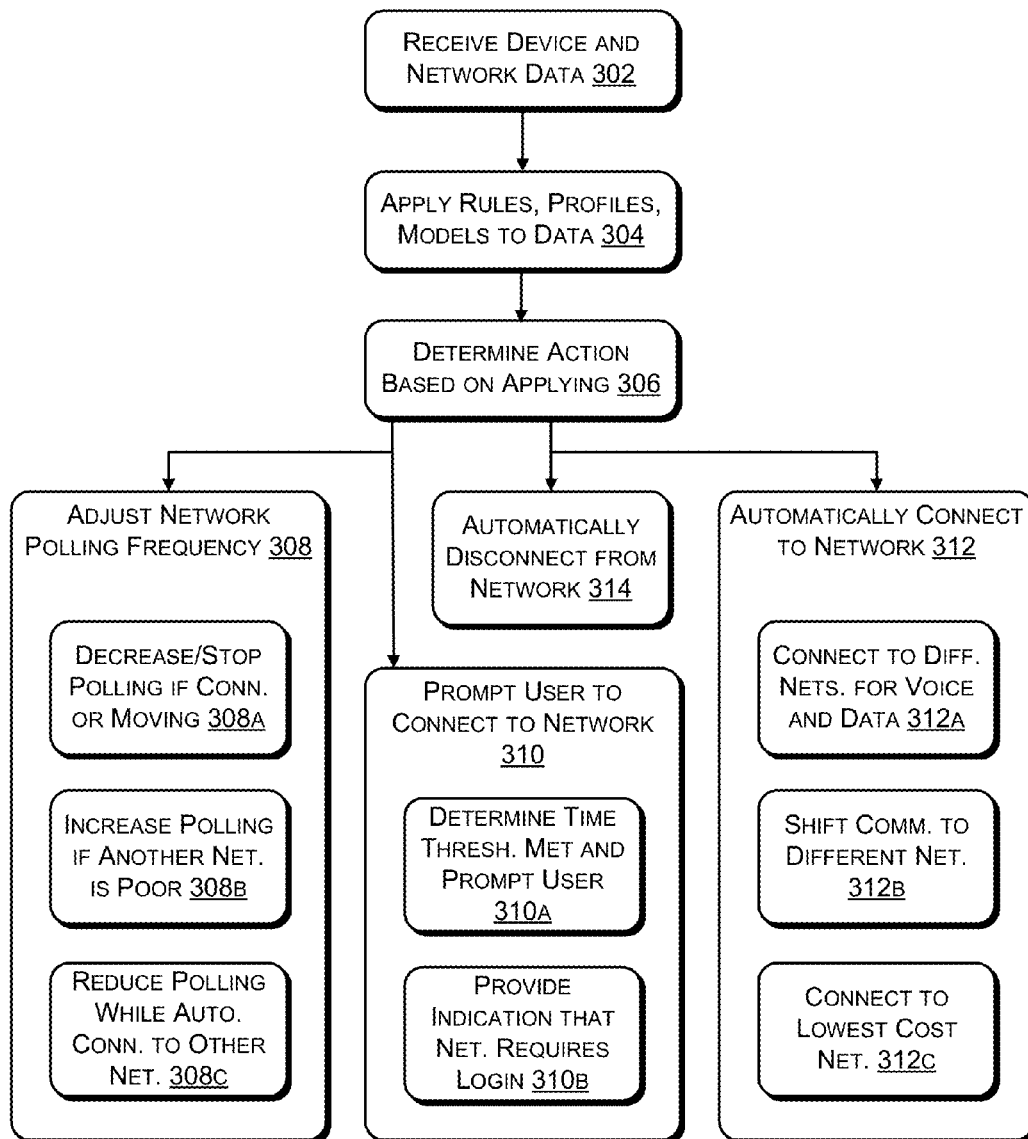 RECEIVE DEVICE AND
NETWORK DATA 302
APPLY RULES, PROFILES,
MODELS TO DATA 304
DETERMINE ACTION
BASED ON APPLYING 306
ADJUST NETWORK
POLLING FREQUENCY 308
DECREASE/STOP
POLLING IF CONN.
OR MOVING 308A
INCREASE POLLING
IF ANOTHER NET.
IS POOR 308B
REDUCE POLLING
WHILE AUTO.
CONN. TO OTHER
NET. 308C
AUTOMATICALLY
DISCONNECT FROM
NETWORK 314
PROMPT USER TO
CONNECT TO NETWORK
310
DETERMINE TIME
THRESH. MET AND
PROMPT USER
310A
PROVIDE
INDICATION THAT
NET. REQUIRES
LOGIN 310B
AUTOMATICALLY CONNECT
TO NETWORK 312
CONNECT TO DIFF.
NETS. FOR VOICE
AND DATA 312A
SHIFT COMM. TO
DIFFERENT NET.
312B
CONNECT TO
LOWEST COST
NET. 312C